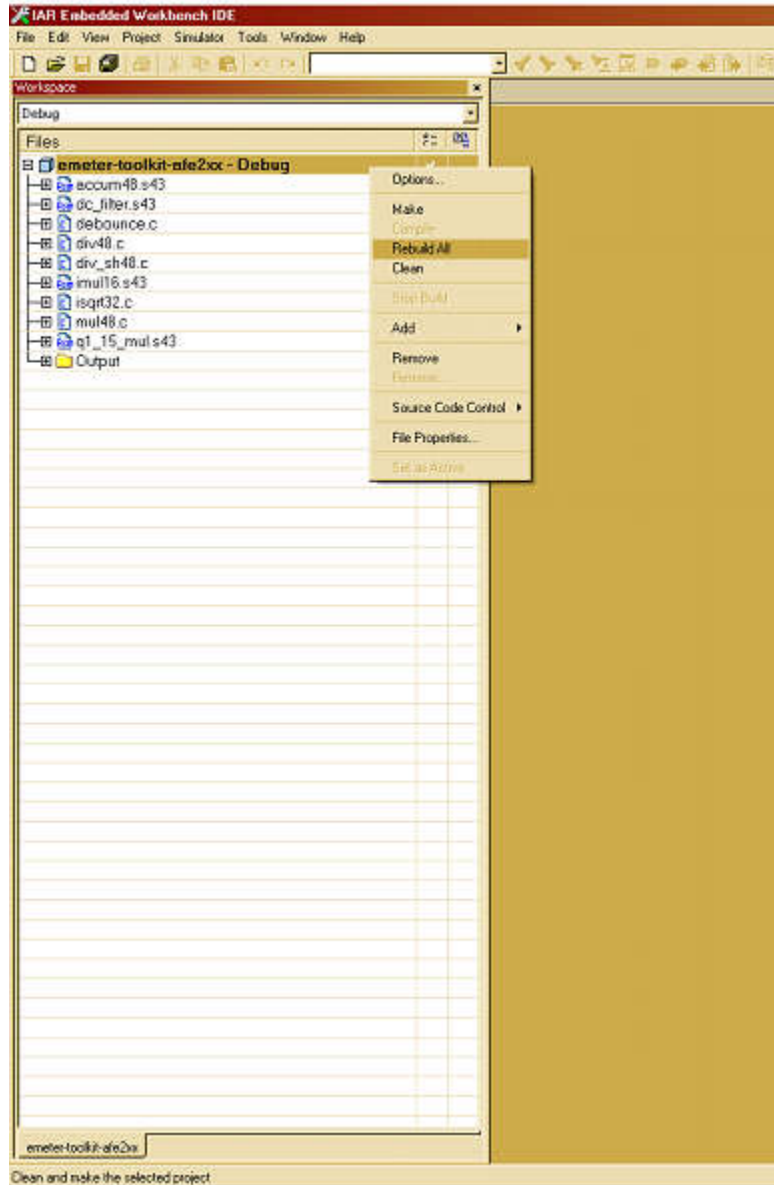 IAR Embedded Workbench IDE
File Edit View Project Simulator Tools Window Help
Workspace
Debug
Files
emeter-toolkit-afe2xx - Debug
accum48.s43
dc_filter.s43
debounce.c
div48.c
div_sh48.c
imul16.s43
isqrt32.c
mul48.c
q1_15_mul.s43
Output
Options...
Make
Compile
Rebuild All
Clean
Stop Build
Add
Remove
Rename...
Source Code Control
File Properties...
Set as Active
emeter-toolkit-afe2xx
Clean and make the selected project